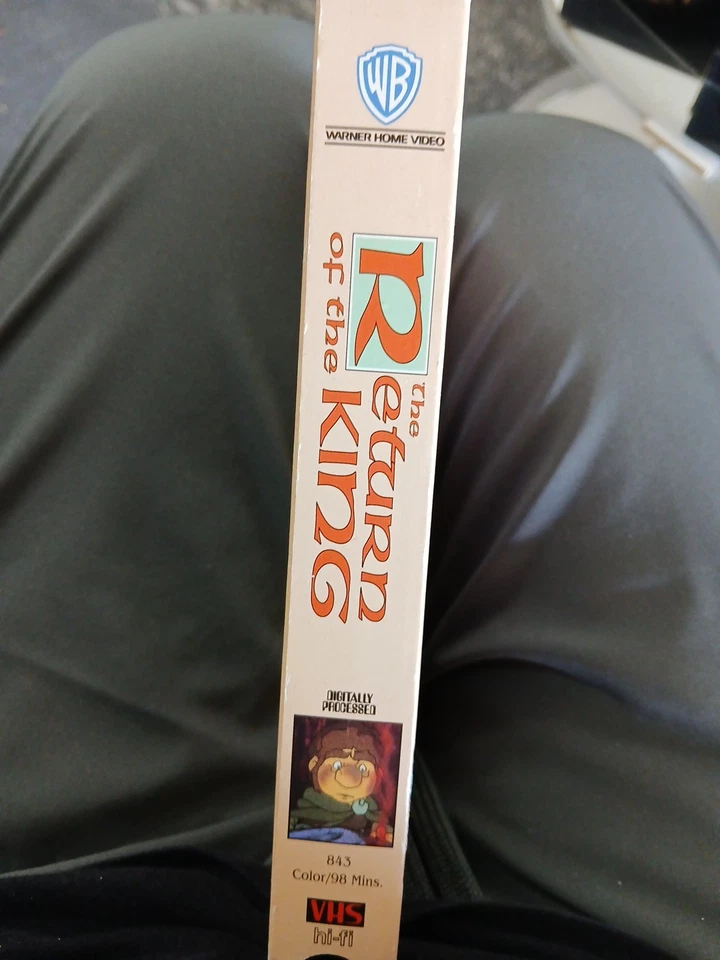 WB
WARNER HOME VIDEO
The
Return
of the King
DIGITALLY
PROCESSED
843
Color/98 Mins.
VHS
hi-fi